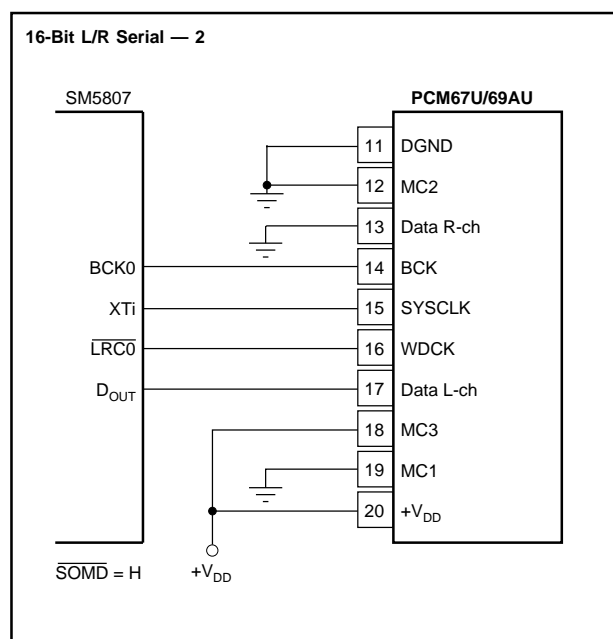 16-Bit L/R Serial — 2
SM5807
PCM67U/69AU
11 DGND
12 MC2
13 Data R-ch
BCK0 14 BCK
XTi 15 SYSCLK
LRC0 16 WDCK
DOUT 17 Data L-ch
18 MC3
19 MC1
20 +VDD
SOMD = H
+VDD